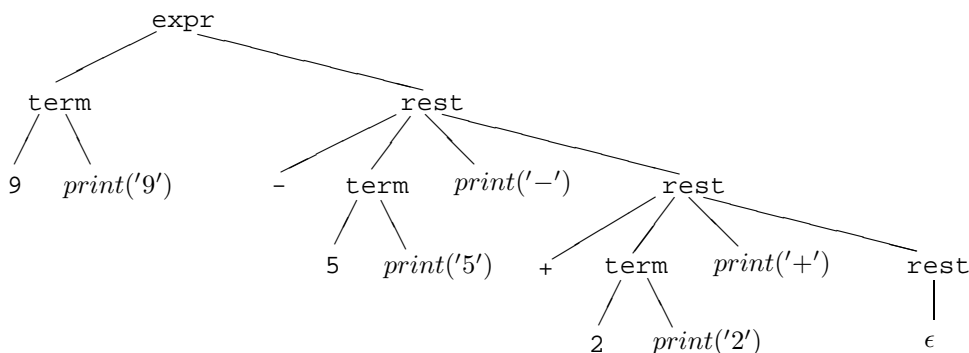 expr
term rest
9 print('9') - term print('−') rest
5 print('5') + term print('+') rest
2 print('2') ϵ